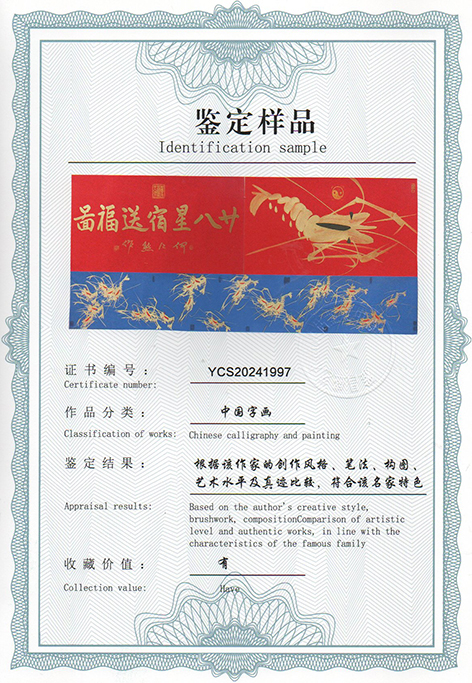 鉴定样品
Identification sample
啚福送宿星八廿
作熊江仰
证书编号：
YCS20241997
Certificate number:
作品分类：
中国字画
Classification of works:
Chinese calligraphy and painting
鉴定结果：
根据该作家的创作风格、笔法、构图、
艺术水平及真迹比较，符合该名家特色
Appraisal results:
Based on the author's creative style,
brushwork, compositionComparison of artistic
level and authentic works, in line with the
characteristics of the famous family
收藏价值：
有
Collection value:
Have